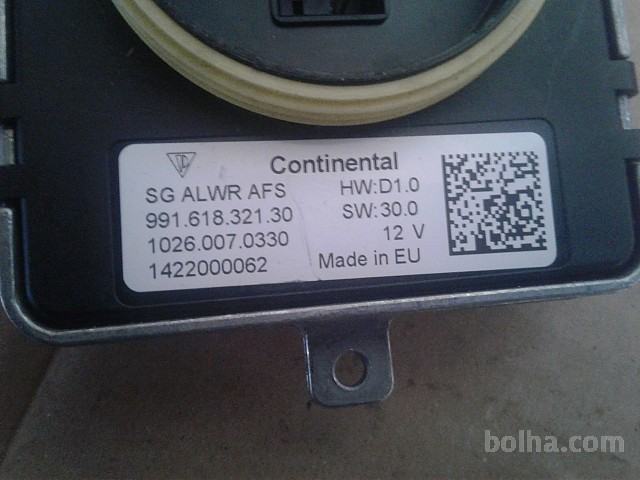 Continental
SG ALWR AFS
HW:D1.0
991.618.321.30
SW:30.0
1026.007.0330
12 V
1422000062
Made in EU
bolha.com